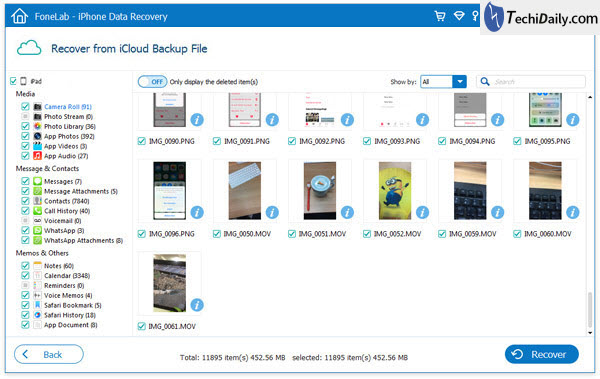 FoneLab - iPhone Data Recovery
TechiDaily.com
Recover from iCloud Backup File
iPad
Media
Camera Roll (91)
Photo Stream (0)
Photo Library (36)
App Photos (392)
App Videos (3)
App Audio (27)
Message & Contacts
Messages (7)
Message Attachments (5)
Contacts (7840)
Call History (40)
Voicemail (0)
WhatsApp (3)
WhatsApp Attachments (8)
Memos & Others
Notes (60)
Calendar (3348)
Reminders (0)
Voice Memos (4)
Safari Bookmark (5)
Safari History (18)
App Document (8)
OFF Only display the deleted item(s)
Show by: All
Search
IMG_0090.PNG IMG_0091.PNG IMG_0092.PNG IMG_0093.PNG IMG_0094.PNG IMG_0095.PNG
IMG_0096.PNG IMG_0050.MOV IMG_0051.MOV IMG_0052.MOV IMG_0059.MOV IMG_0060.MOV
IMG_0061.MOV
Back
Total: 11895 item(s) 452.56 MB selected: 11895 item(s) 452.56 MB
Recover